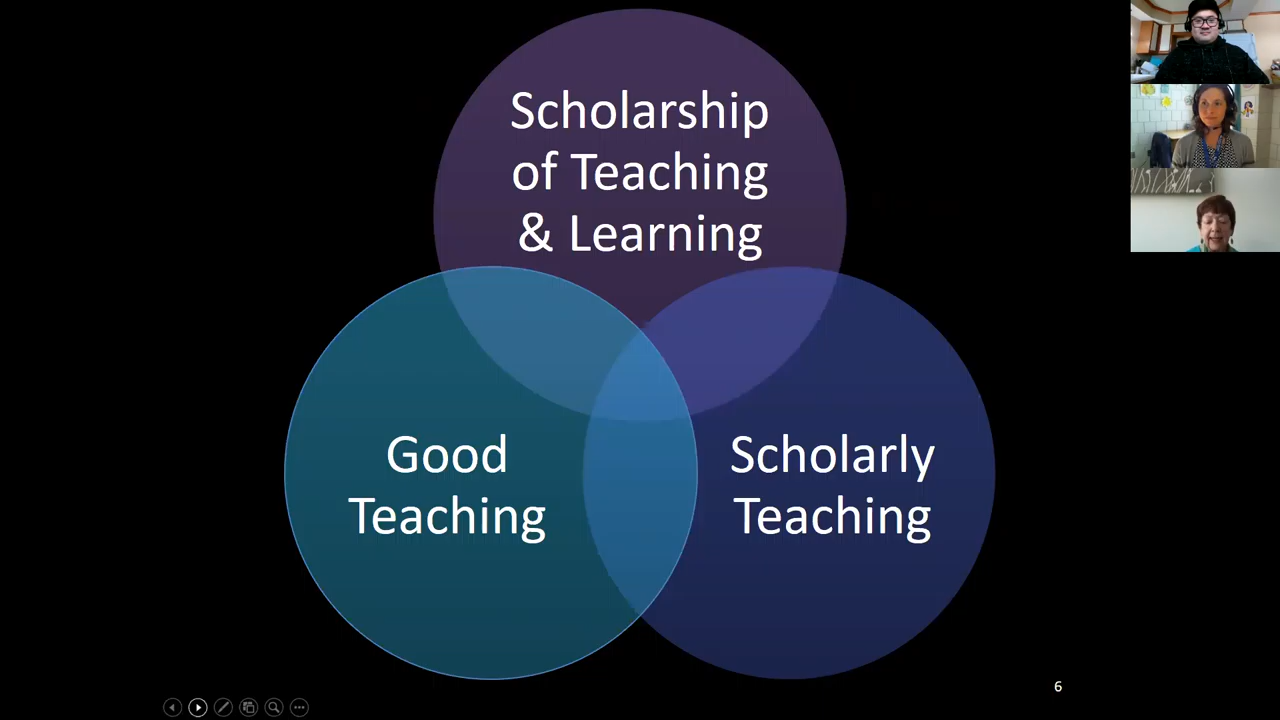 Scholarship
of Teaching
& Learning
Good
Teaching
Scholarly
Teaching
6